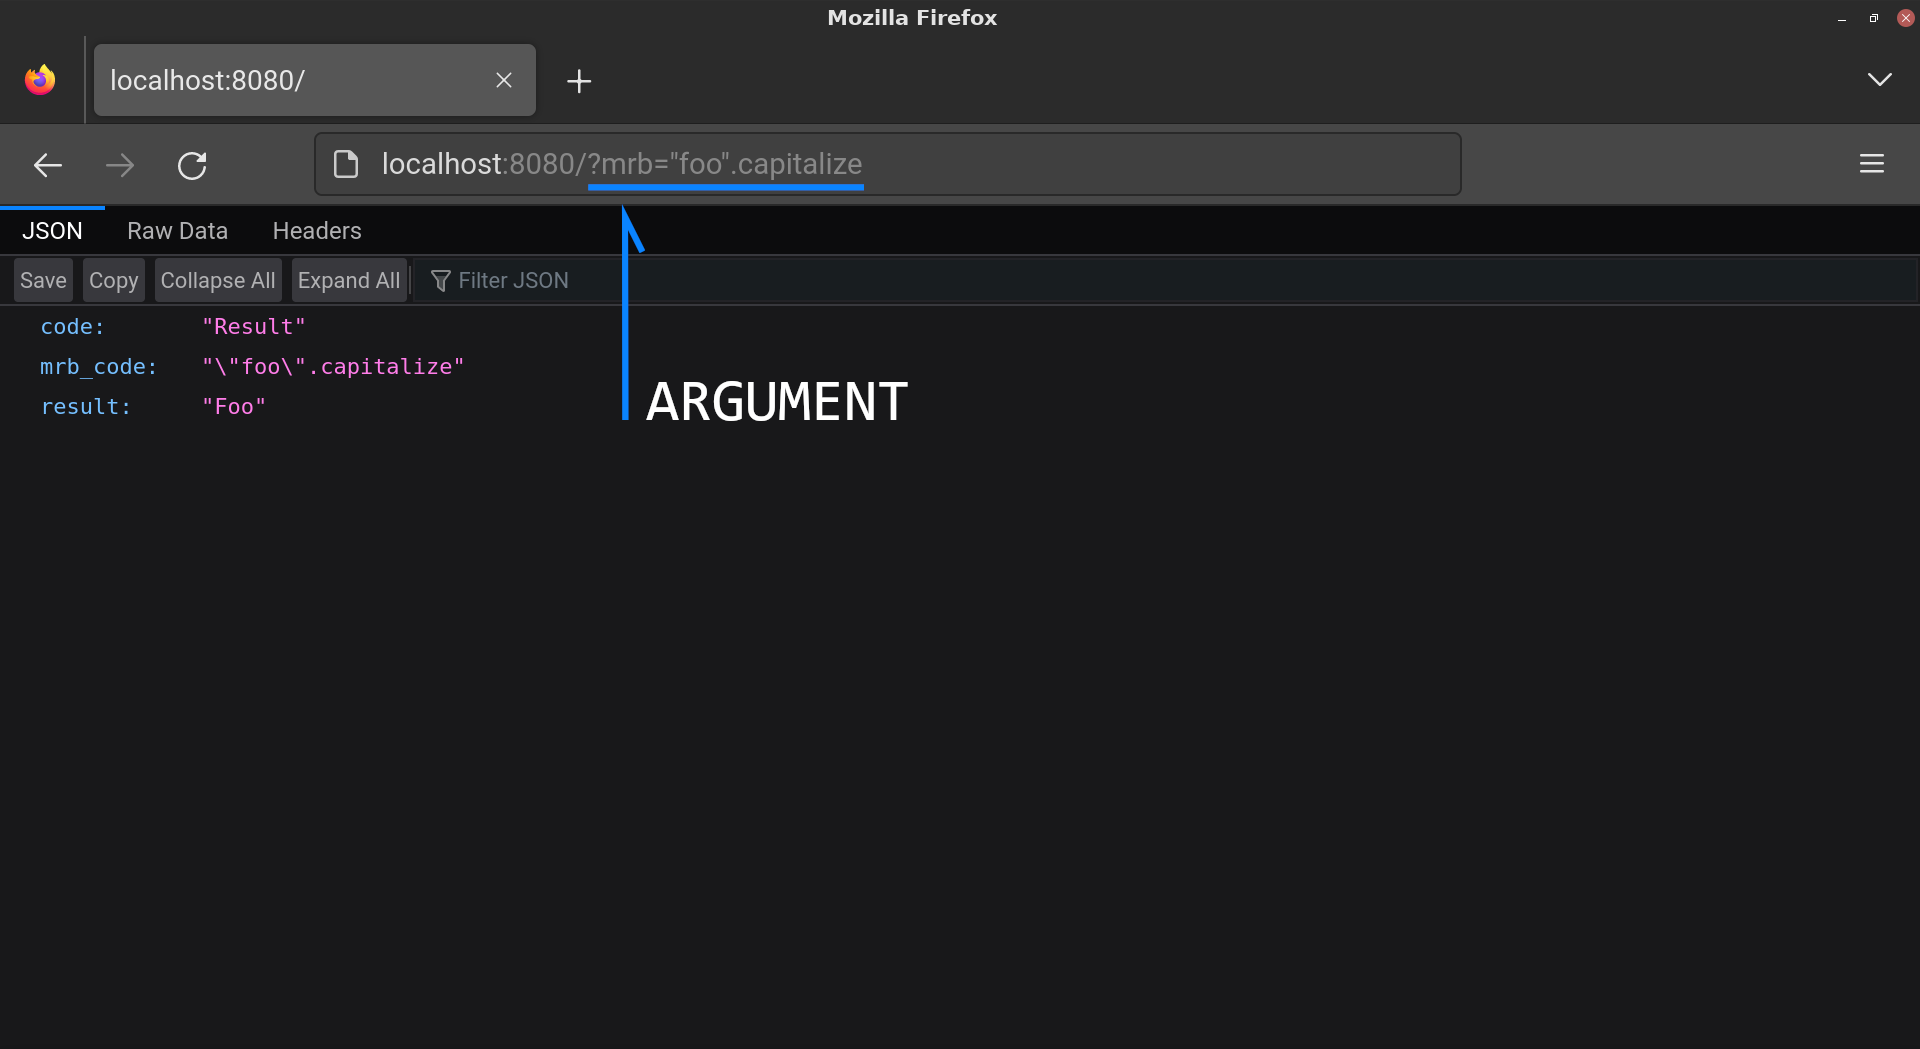 Mozilla Firefox
localhost:8080/
localhost:8080/?mrb="foo".capitalize
JSON Raw Data Headers
Save Copy Collapse All Expand All Filter JSON
code: "Result"
mrb_code: "\"foo\".capitalize"
result: "Foo"
ARGUMENT